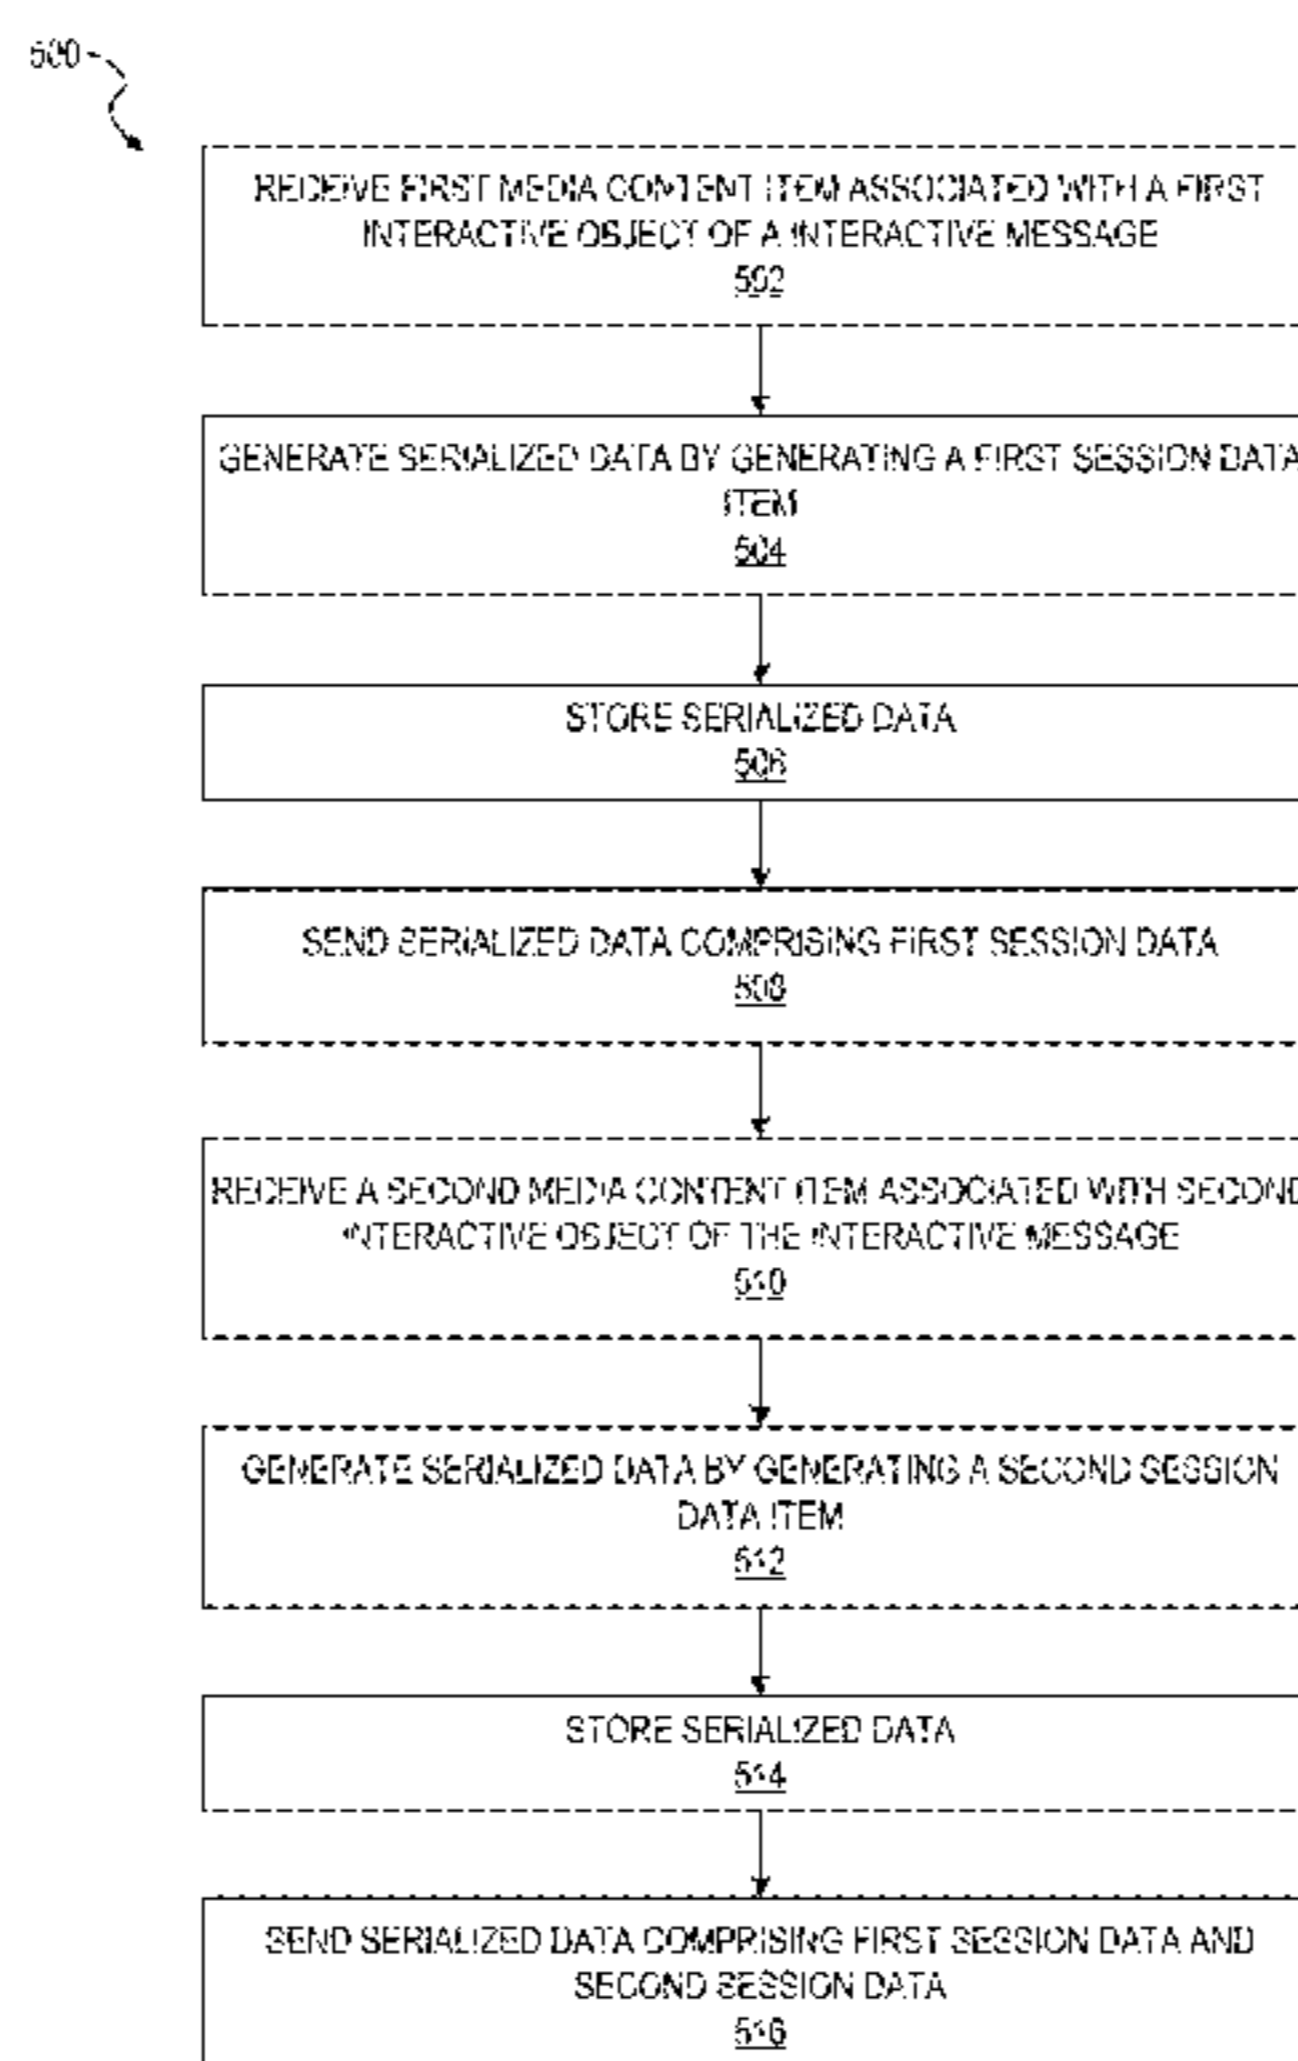 500
RECEIVE FIRST MEDIA CONTENT ITEM ASSOCIATED WITH A FIRST
INTERACTIVE OBJECT OF A INTERACTIVE MESSAGE
502
GENERATE SERIALIZED DATA BY GENERATING A FIRST SESSION DATA
ITEM
504
STORE SERIALIZED DATA
506
SEND SERIALIZED DATA COMPRISING FIRST SESSION DATA
508
RECEIVE A SECOND MEDIA CONTENT ITEM ASSOCIATED WITH SECOND
INTERACTIVE OBJECT OF THE INTERACTIVE MESSAGE
510
GENERATE SERIALIZED DATA BY GENERATING A SECOND SESSION
DATA ITEM
512
STORE SERIALIZED DATA
514
SEND SERIALIZED DATA COMPRISING FIRST SESSION DATA AND
SECOND SESSION DATA
516